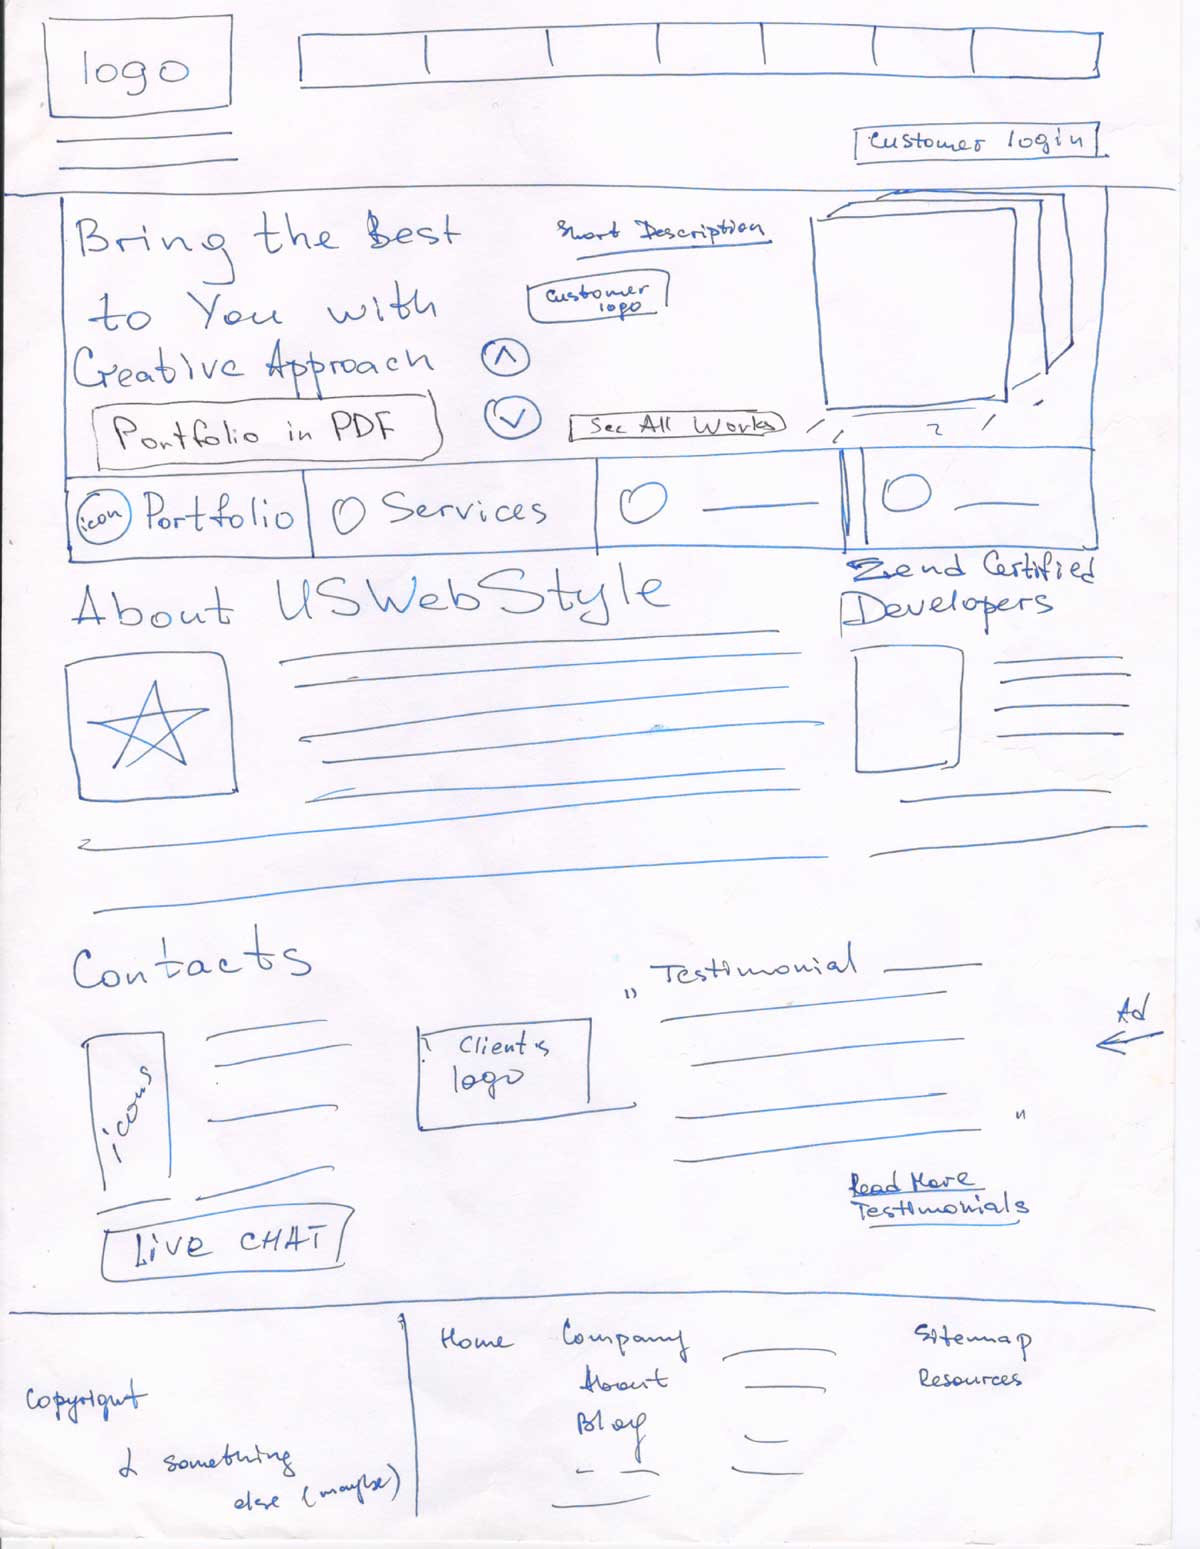 logo
Customer login
Bring the Best
to You with
Creative Approach
Portfolio in PDF
Short Description
Customer
logo
See All Works
icon Portfolio
Services
About USWebStyle
Zend Certified
Developers
Contacts
icons
LIVE CHAT
Client's
logo
" Testimonial
"
Read More
Testimonials
Ad
Copyright
& something
else (maybe)
Home
Company
About
Blog
Sitemap
Resources